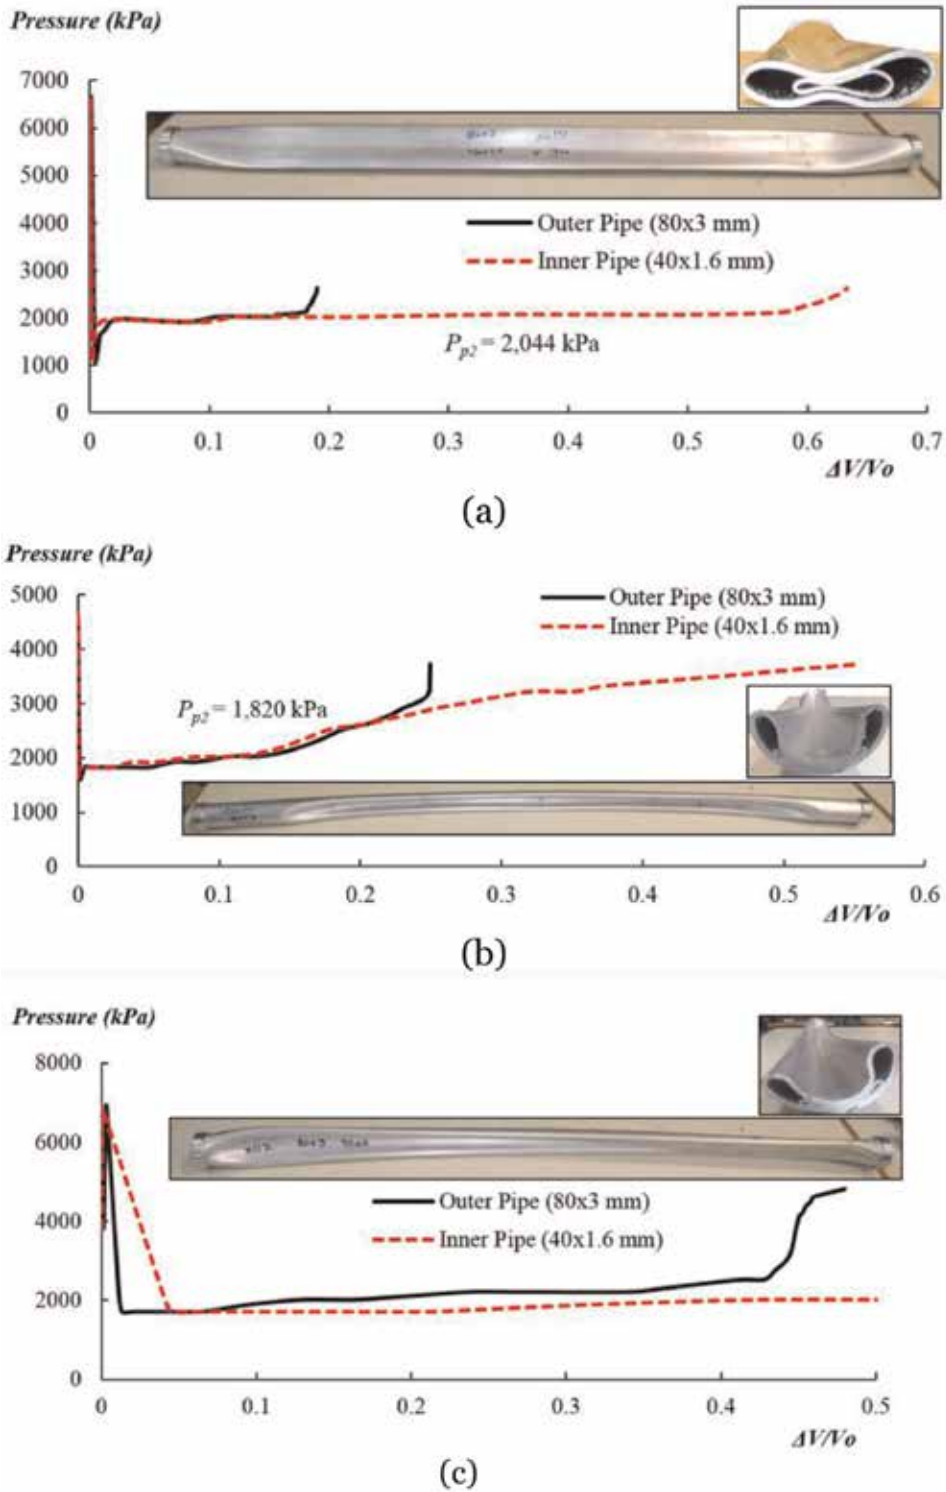 Pressure (kPa)
7000
6000
5000
4000
3000
2000
1000
0
Outer Pipe (80x3 mm)
Inner Pipe (40x1.6 mm)
P_p2 = 2,044 kPa
0 0.1 0.2 0.3 0.4 0.5 0.6 0.7
ΔV/Vo
(a)
Pressure (kPa)
5000
4000
3000
2000
1000
0
Outer Pipe (80x3 mm)
Inner Pipe (40x1.6 mm)
P_p2 = 1,820 kPa
0 0.1 0.2 0.3 0.4 0.5 0.6
ΔV/Vo
(b)
Pressure (kPa)
8000
6000
4000
2000
0
Outer Pipe (80x3 mm)
Inner Pipe (40x1.6 mm)
0 0.1 0.2 0.3 0.4 0.5
ΔV/Vo
(c)